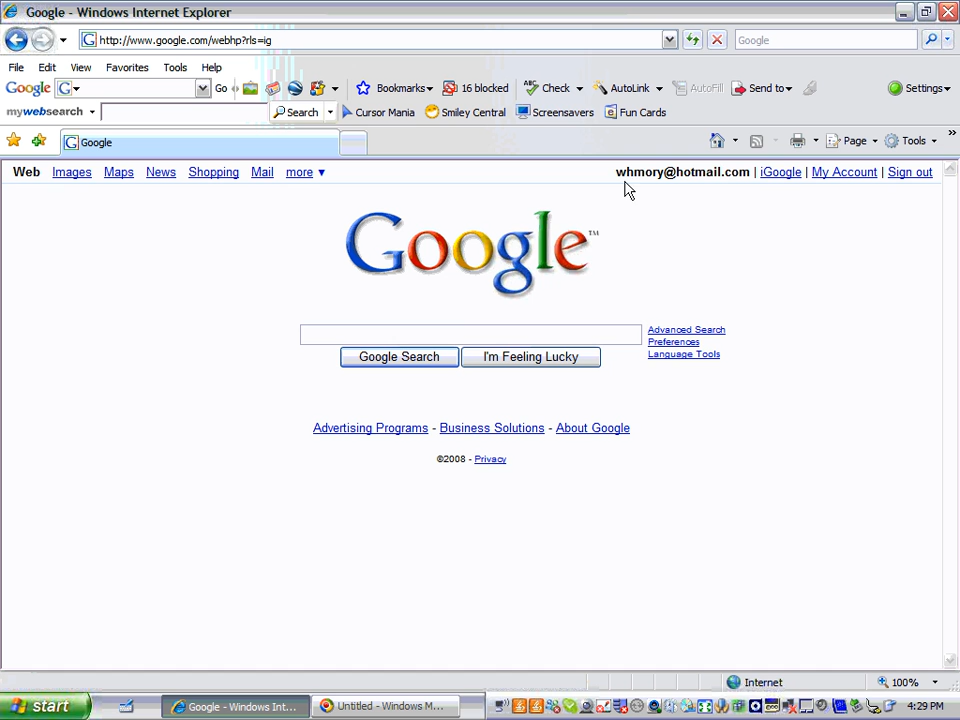 Google - Windows Internet Explorer
http://www.google.com/webhp?rls=ig
Google
File Edit View Favorites Tools Help
Google G Go Bookmarks 16 blocked ABC Check AutoLink AutoFill Send to Settings
mywebsearch Search Cursor Mania Smiley Central Screensavers Fun Cards
G Google Page Tools »
Web Images Maps News Shopping Mail more ▼ whmory@hotmail.com | iGoogle | My Account | Sign out
Google™
Advanced Search
Preferences
Language Tools
Google Search I'm Feeling Lucky
Advertising Programs - Business Solutions - About Google
©2008 - Privacy
Internet 100%
start Google - Windows Int... Untitled - Windows M... 4:29 PM